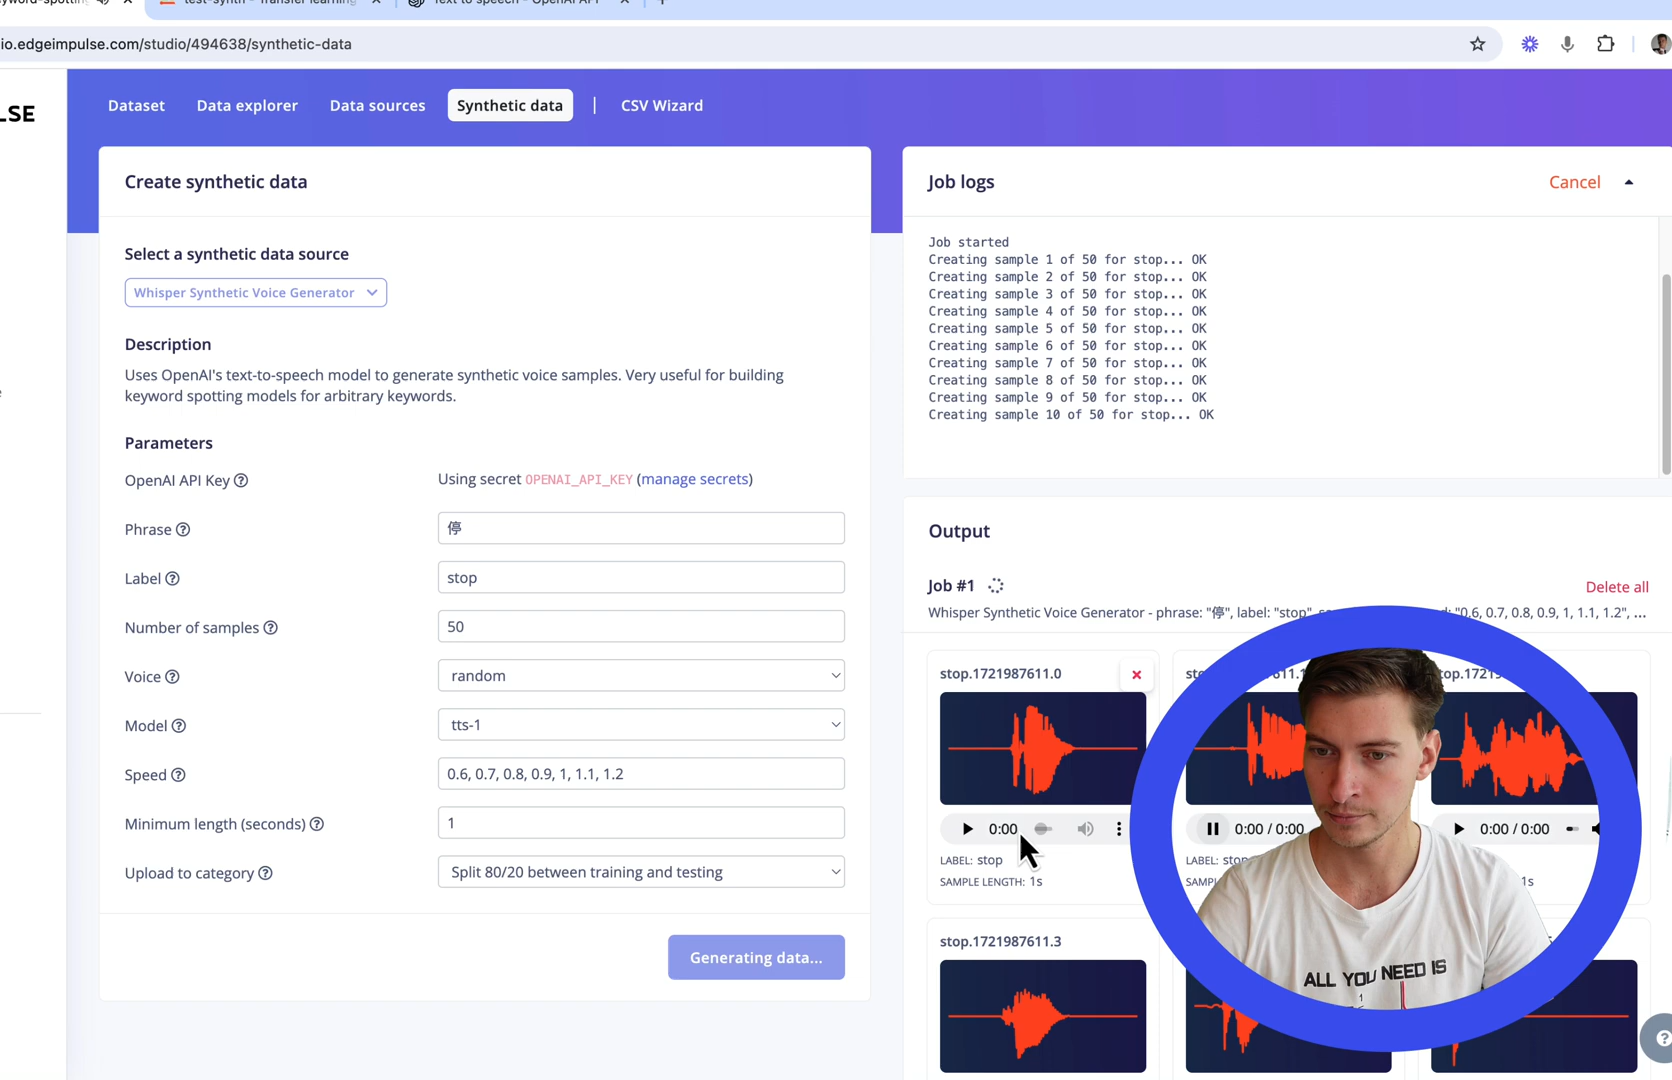 io.edgeimpulse.com/studio/494638/synthetic-data
LSE
Dataset
Data explorer
Data sources
Synthetic data
CSV Wizard
Create synthetic data
Select a synthetic data source
Whisper Synthetic Voice Generator
Description
Uses OpenAI's text-to-speech model to generate synthetic voice samples. Very useful for building
keyword spotting models for arbitrary keywords.
Parameters
OpenAI API Key
Using secret OPENAI_API_KEY (manage secrets)
Phrase
停
Label
stop
Number of samples
50
Voice
random
Model
tts-1
Speed
0.6, 0.7, 0.8, 0.9, 1, 1.1, 1.2
Minimum length (seconds)
1
Upload to category
Split 80/20 between training and testing
Generating data...
Job logs
Cancel
Job started
Creating sample 1 of 50 for stop... OK
Creating sample 2 of 50 for stop... OK
Creating sample 3 of 50 for stop... OK
Creating sample 4 of 50 for stop... OK
Creating sample 5 of 50 for stop... OK
Creating sample 6 of 50 for stop... OK
Creating sample 7 of 50 for stop... OK
Creating sample 8 of 50 for stop... OK
Creating sample 9 of 50 for stop... OK
Creating sample 10 of 50 for stop... OK
Output
Job #1
Delete all
Whisper Synthetic Voice Generator - phrase: "停", label: "stop", "0.6, 0.7, 0.8, 0.9, 1, 1.1, 1.2", ...
stop.1721987611.0
0:00
LABEL: stop
SAMPLE LENGTH: 1s
0:00 / 0:00
LABEL: stop
0:00 / 0:00
1s
stop.1721987611.3
ALL YOU NEED IS